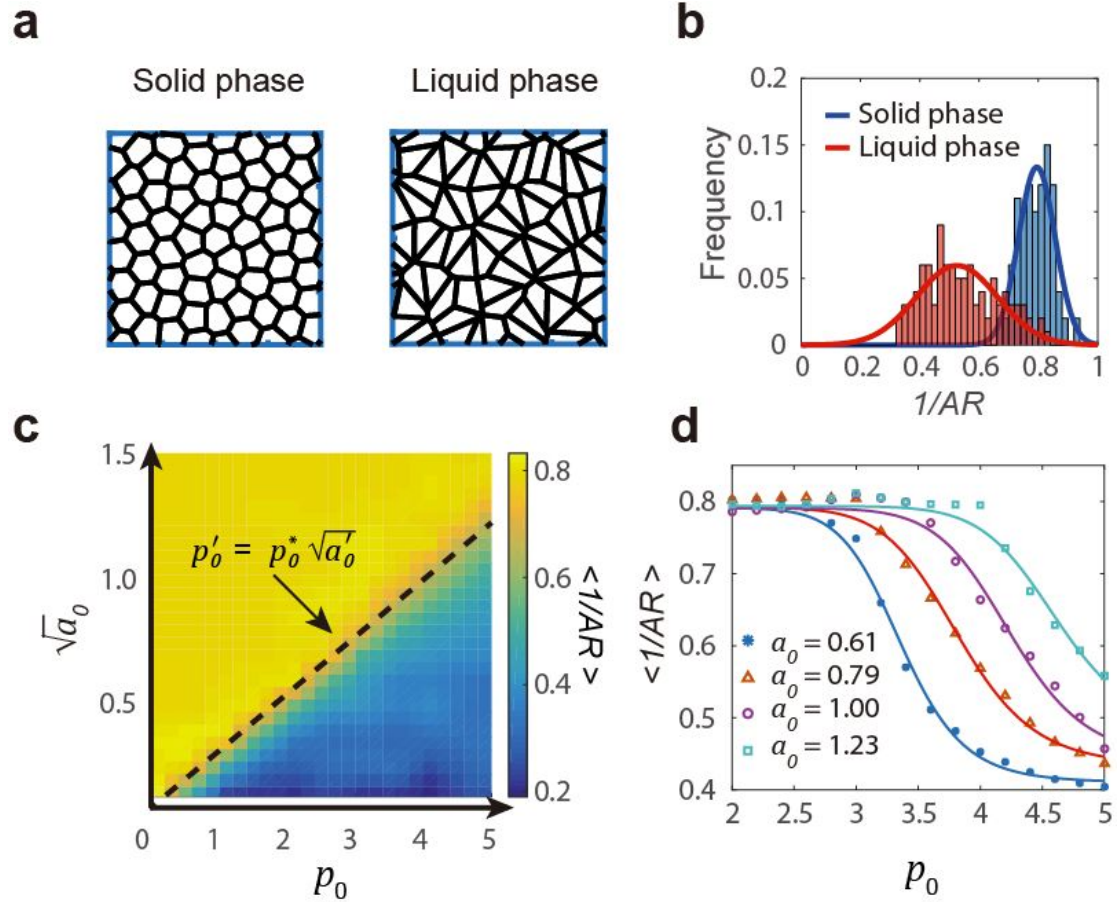 a
Solid phase
Liquid phase
b
Frequency
0.2
0.15
0.1
0.05
0
Solid phase
Liquid phase
0
0.2
0.4
0.6
0.8
1
1/AR
c
√a₀
1.5
1.0
0.5
p₀′ = p₀* √a₀′
0
1
2
3
4
5
p₀
0.8
0.6
0.4
0.2
<1/AR>
d
<1/AR >
0.8
0.7
0.6
0.5
0.4
a₀ = 0.61
a₀ = 0.79
a₀ = 1.00
a₀ = 1.23
2
2.5
3
3.5
4
4.5
5
p₀